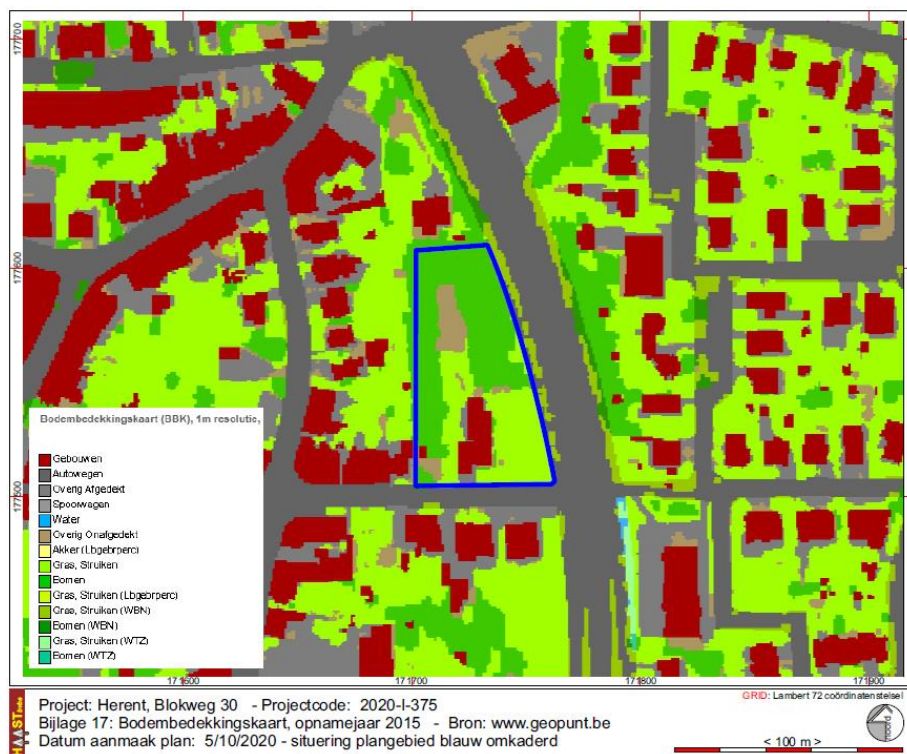 177700
177600
177500
Bodembedekkingskaart (BBK), 1m resolutie,
Gebouwen
Autowegen
Overig Afgedekt
Spoorwegen
Water
Overig Onafgedekt
Akker (Lbgebrperc)
Gras, Struiken
Bomen
Gras, Struiken (Lbgebrperc)
Gras, Struiken (WBN)
Bomen (WBN)
Gras, Struiken (WTZ)
Bomen (WTZ)
171600
171700
171800
171900
GRID: Lambert 72 coördinatenstelsel
Project: Herent, Blokweg 30 - Projectcode: 2020-I-375
Bijlage 17: Bodembedekkingskaart, opnamejaar 2015 - Bron: www.geopunt.be
Datum aanmaak plan: 5/10/2020 - situering plangebied blauw omkaderd
< 100 m >
noord